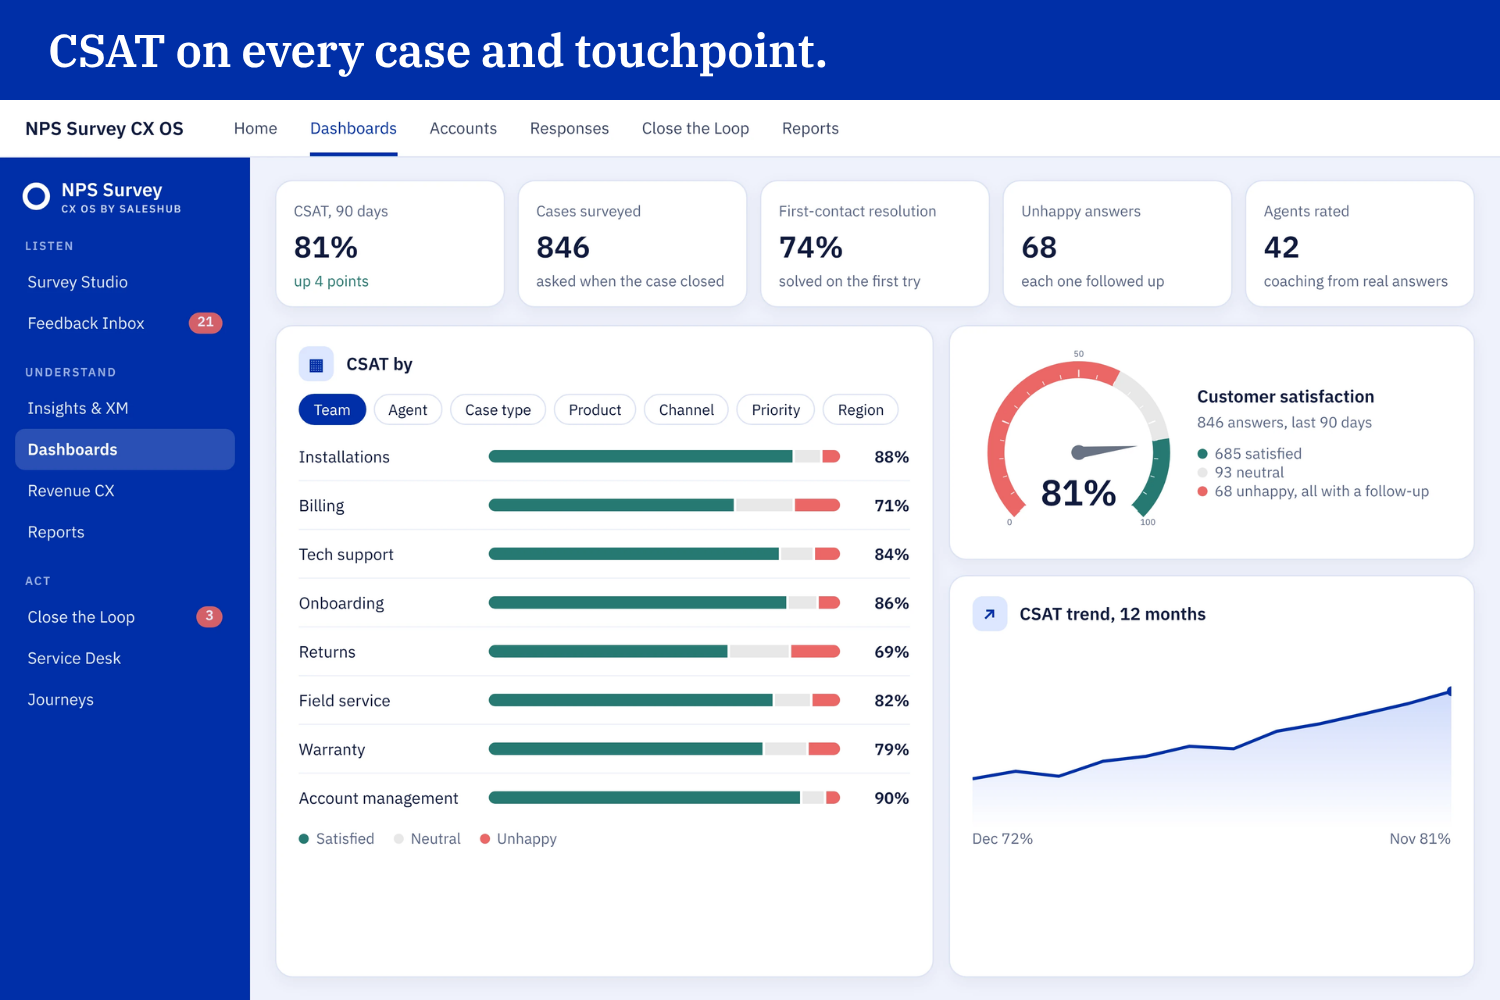 CSAT on every case and touchpoint.
NPS Survey CX OS
Home
Dashboards
Accounts
Responses
Close the Loop
Reports
NPS Survey
CX OS BY SALESHUB
LISTEN
Survey Studio
Feedback Inbox 21
UNDERSTAND
Insights & XM
Dashboards
Revenue CX
Reports
ACT
Close the Loop 3
Service Desk
Journeys
CSAT, 90 days
81%
up 4 points
Cases surveyed
846
asked when the case closed
First-contact resolution
74%
solved on the first try
Unhappy answers
68
each one followed up
Agents rated
42
coaching from real answers
CSAT by
Team
Agent
Case type
Product
Channel
Priority
Region
Installations 88%
Billing 71%
Tech support 84%
Onboarding 86%
Returns 69%
Field service 82%
Warranty 79%
Account management 90%
Satisfied
Neutral
Unhappy
50
81%
0
100
Customer satisfaction
846 answers, last 90 days
685 satisfied
93 neutral
68 unhappy, all with a follow-up
CSAT trend, 12 months
Dec 72%
Nov 81%